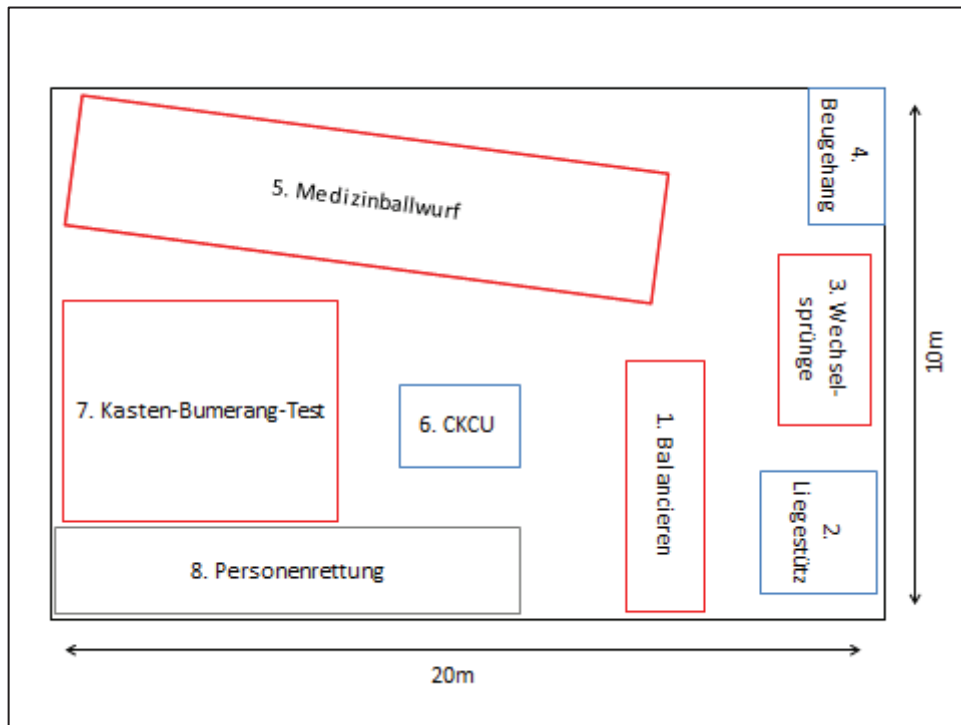 5. Medizinballwurf
4.
Beugehang
3. Wechsel-
sprünge
10m
7. Kasten-Bumerang-Test
6. CKCU
1. Balancieren
2.
Liegestütz
8. Personenrettung
20m